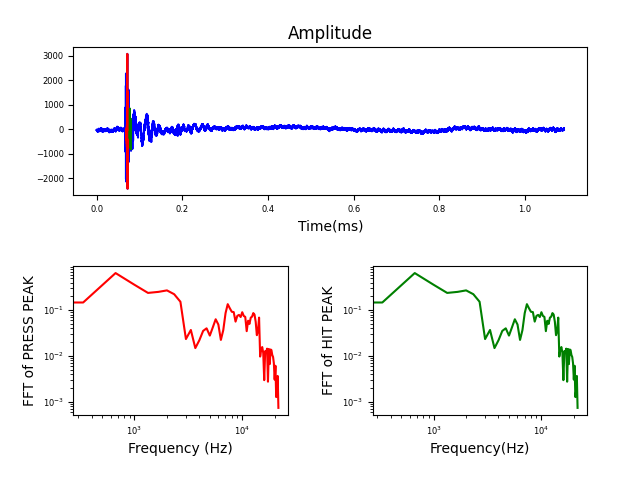 Amplitude
3000
2000
1000
0
−1000
−2000
0.0 0.2 0.4 0.6 0.8 1.0
Time(ms)
FFT of PRESS PEAK
10⁻¹
10⁻²
10⁻³
10³ 10⁴
Frequency (Hz)
FFT of HIT PEAK
10⁻¹
10⁻²
10⁻³
10³ 10⁴
Frequency(Hz)